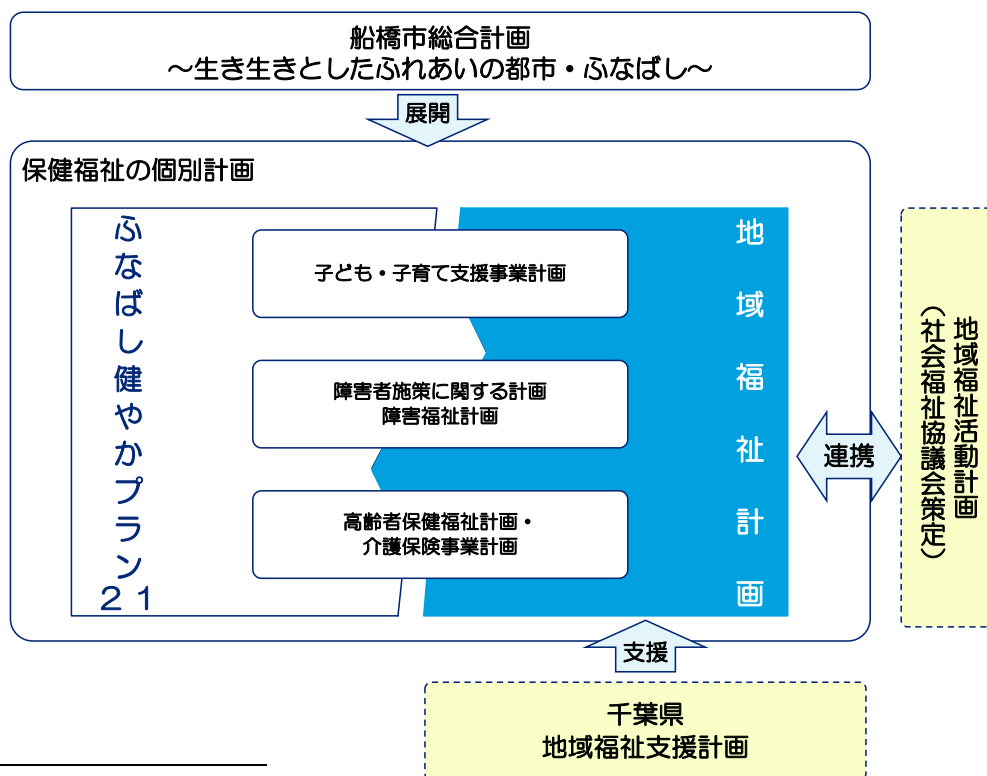 船橋市総合計画
～生き生きとしたふれあいの都市・ふなばし～
展開
保健福祉の個別計画
ふなばし健やかプラン２１
子ども・子育て支援事業計画
障害者施策に関する計画
障害福祉計画
高齢者保健福祉計画・
介護保険事業計画
地域福祉計画
連携
地域福祉活動計画
（社会福祉協議会策定）
支援
千葉県
地域福祉支援計画